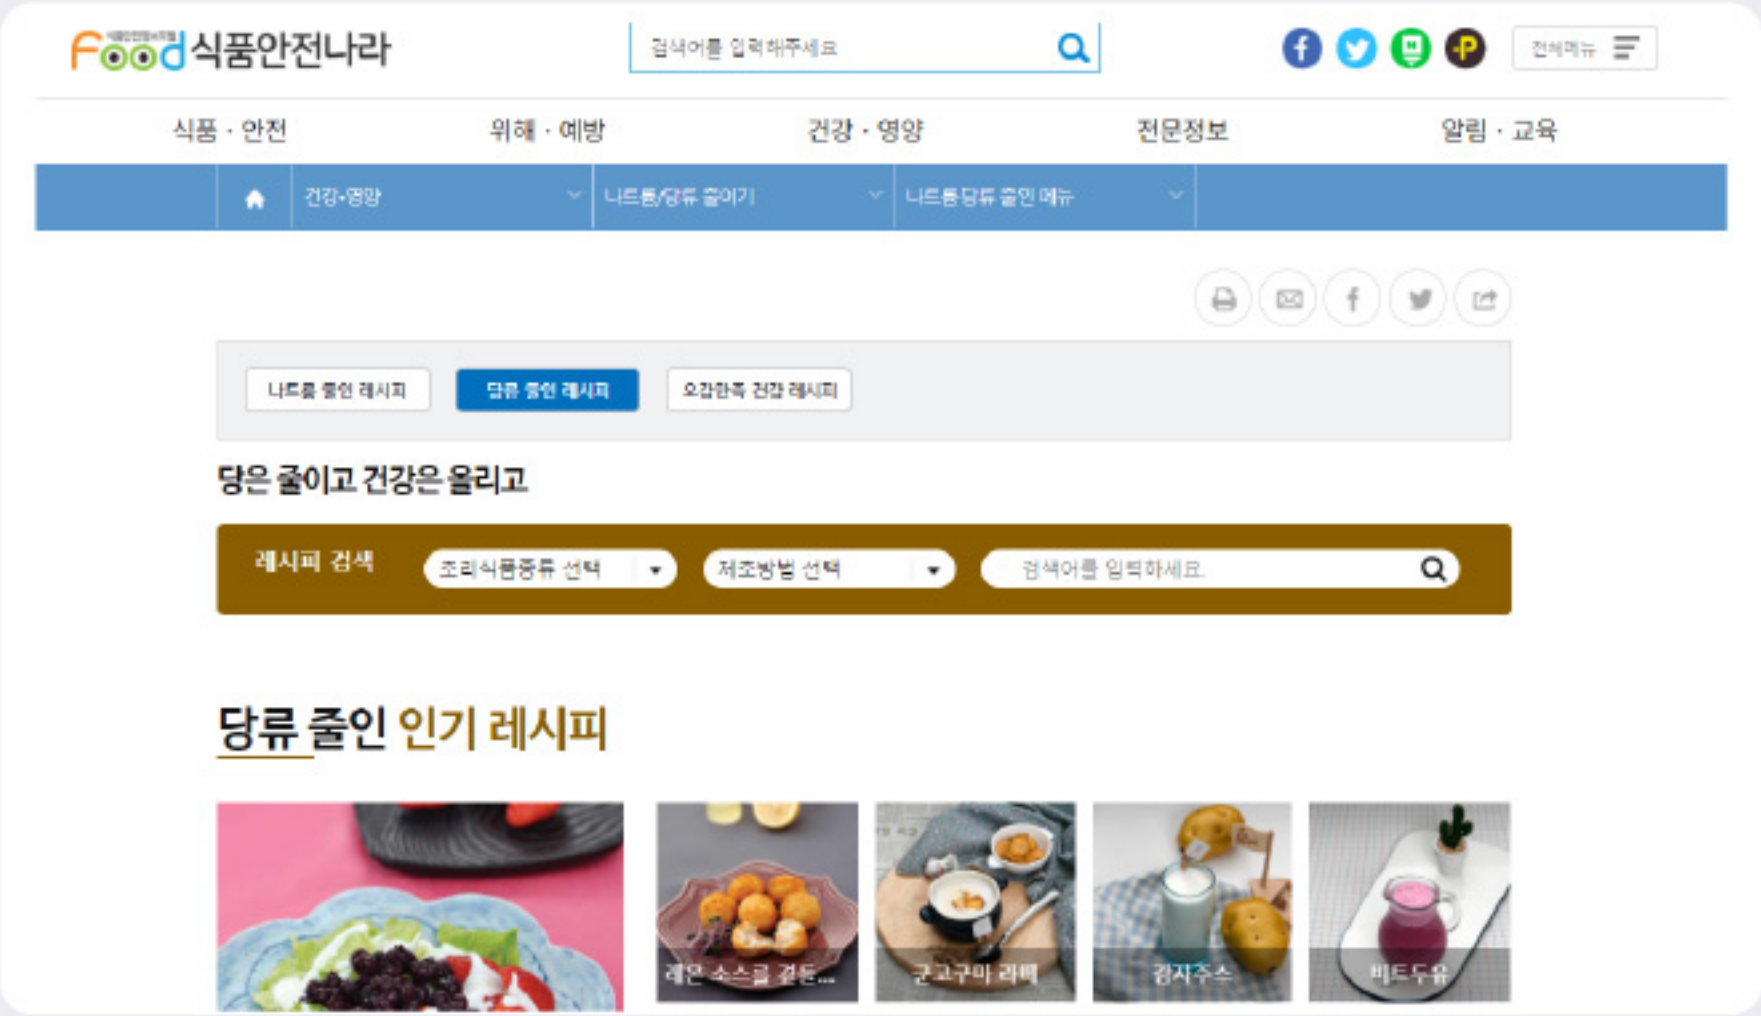 Food 식품안전나라
검색어를 입력해주세요
전체메뉴
식품 · 안전
위해 · 예방
건강 · 영양
전문정보
알림 · 교육
건강·영양
나트륨/당류 줄이기
나트륨·당류 줄인 메뉴
나트륨 줄인 레시피
당류 줄인 레시피
오감만족 건강 레시피
당은 줄이고 건강은 올리고
레시피 검색
조리식품종류 선택
제조방법 선택
검색어를 입력하세요.
당류 줄인 인기 레시피
레몬 소스를 곁들...
군고구마 라떼
감자주스
비트두유